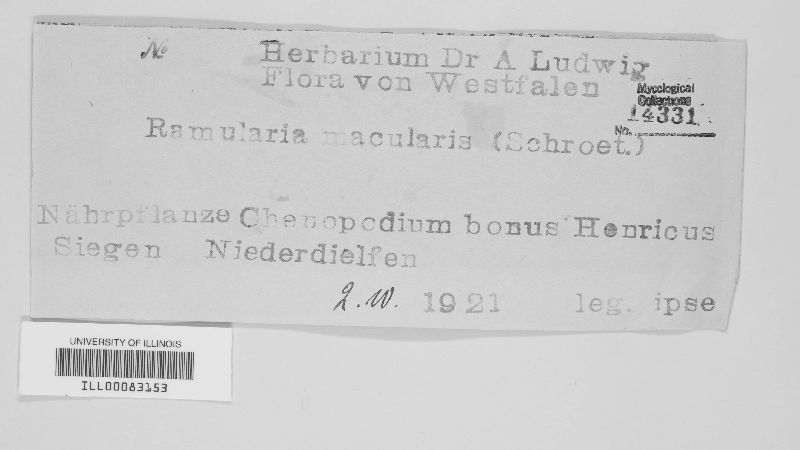 No
Herbarium Dr A Ludwig
Flora von Westfalen
Mycological
Collections
No. 14331
Ramularia macularis (Schroet.)
Nährpflanze Chenopodium bonus Henricus
Siegen Niederdielfen
2.10. 1921 leg. ipse
UNIVERSITY OF ILLINOIS
ILL00083153